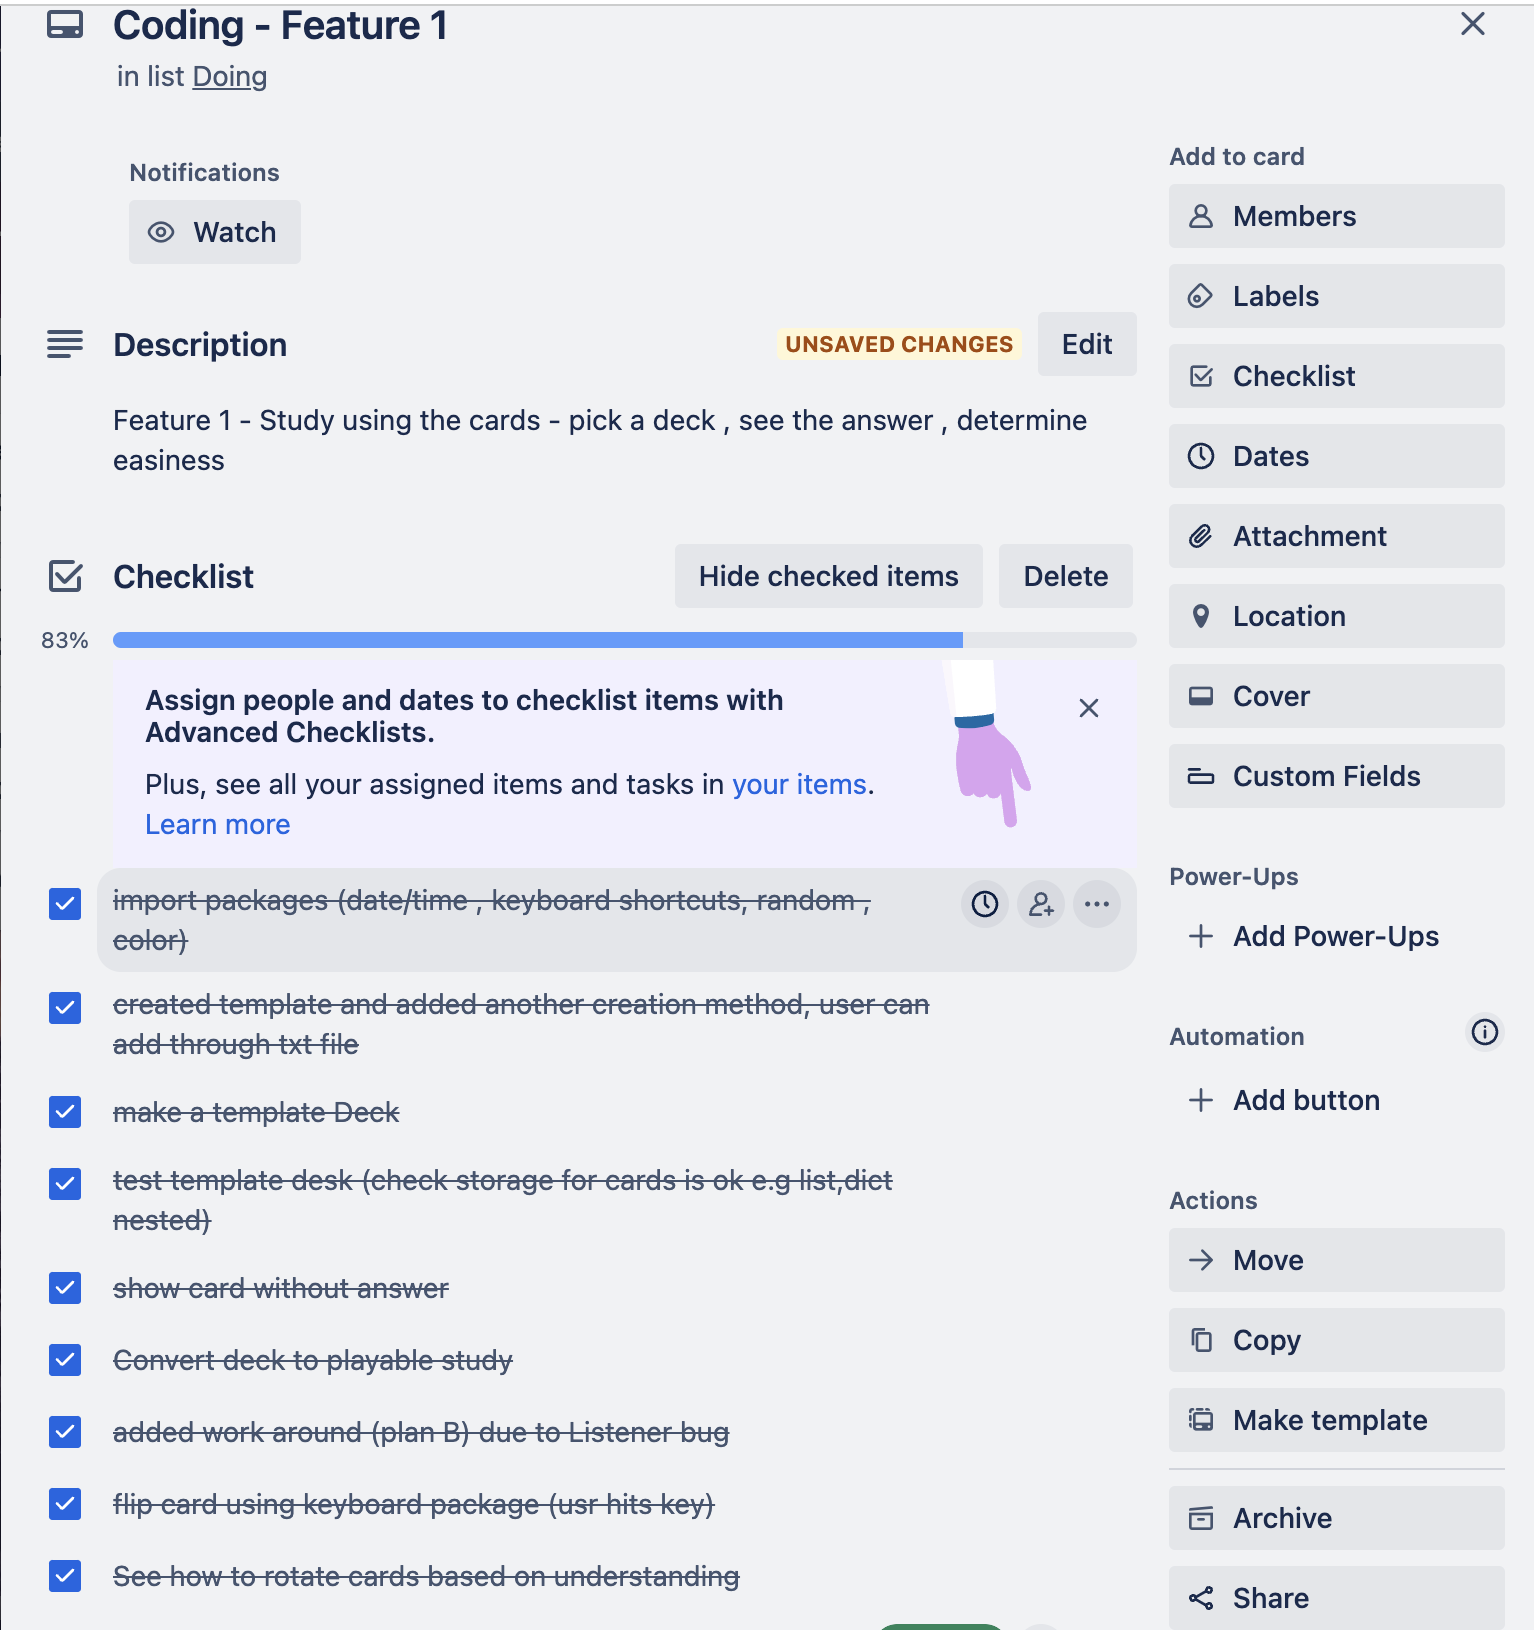 Coding - Feature 1
in list Doing
Notifications
Watch
Description
UNSAVED CHANGES
Edit
Feature 1 - Study using the cards - pick a deck , see the answer , determine
easiness
Checklist
Hide checked items
Delete
83%
Assign people and dates to checklist items with
Advanced Checklists.
Plus, see all your assigned items and tasks in your items.
Learn more
import packages (date/time , keyboard shortcuts, random ,
color)
created template and added another creation method, user can
add through txt file
make a template Deck
test template desk (check storage for cards is ok e.g list,dict
nested)
show card without answer
Convert deck to playable study
added work around (plan B) due to Listener bug
flip card using keyboard package (usr hits key)
See how to rotate cards based on understanding
Add to card
Members
Labels
Checklist
Dates
Attachment
Location
Cover
Custom Fields
Power-Ups
Add Power-Ups
Automation
Add button
Actions
Move
Copy
Make template
Archive
Share